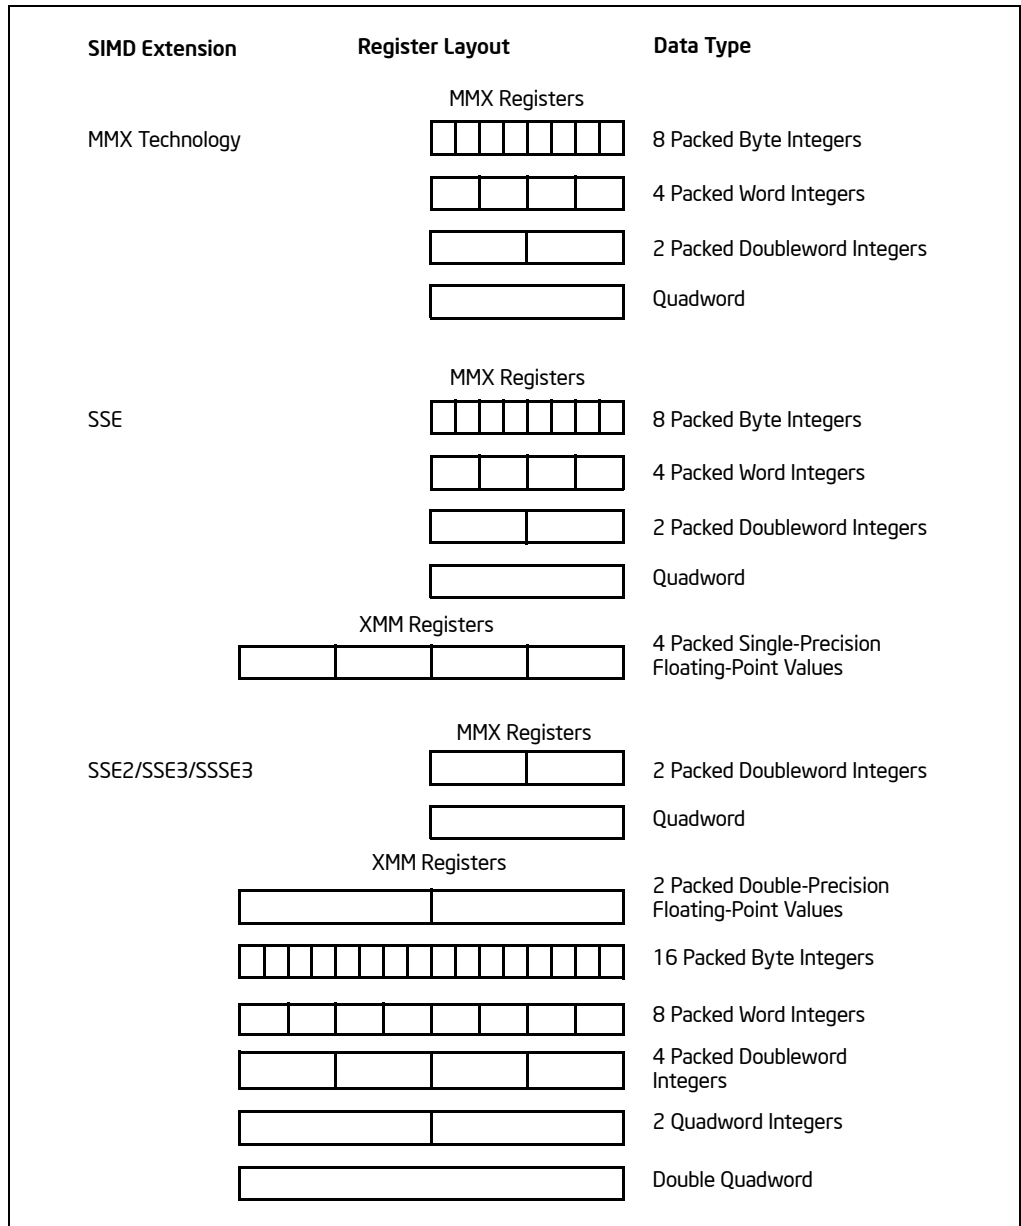 SIMD Extension Register Layout Data Type
MMX Registers
MMX Technology 8 Packed Byte Integers
4 Packed Word Integers
2 Packed Doubleword Integers
Quadword
MMX Registers
SSE 8 Packed Byte Integers
4 Packed Word Integers
2 Packed Doubleword Integers
Quadword
XMM Registers
4 Packed Single-Precision
Floating-Point Values
MMX Registers
SSE2/SSE3/SSSE3 2 Packed Doubleword Integers
Quadword
XMM Registers
2 Packed Double-Precision
Floating-Point Values
16 Packed Byte Integers
8 Packed Word Integers
4 Packed Doubleword
Integers
2 Quadword Integers
Double Quadword